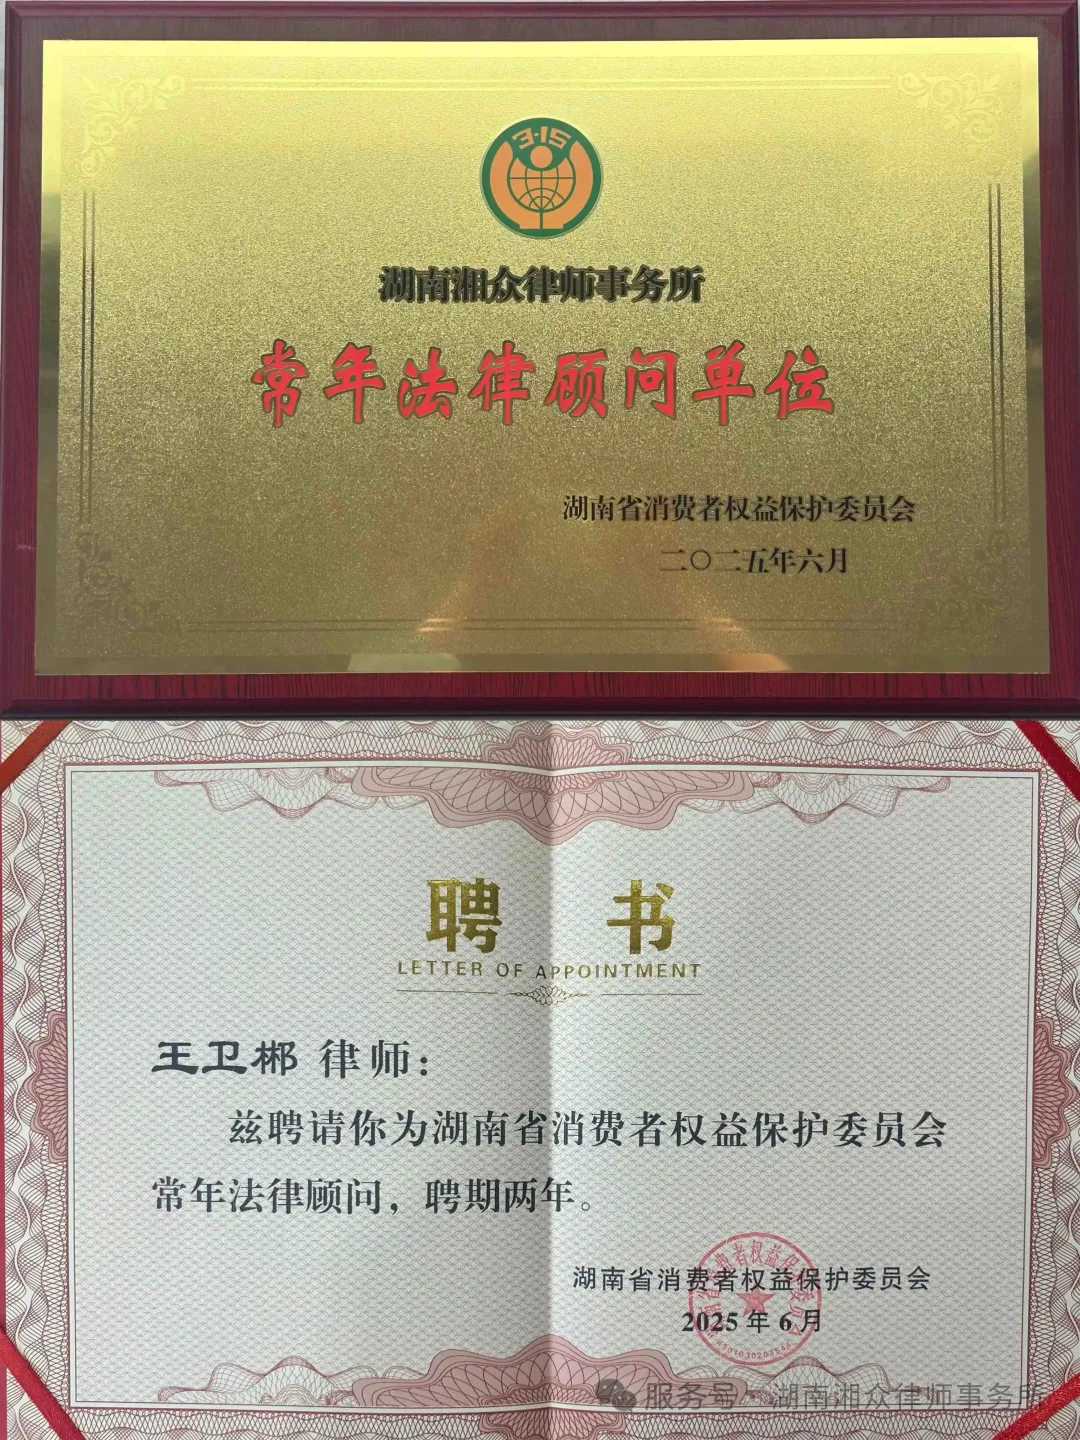 3·15
湖南湘众律师事务所
常年法律顾问单位
湖南省消费者权益保护委员会
二〇二五年六月
聘 书
LETTER OF APPOINTMENT
王卫郴 律师：
兹聘请你为湖南省消费者权益保护委员会
常年法律顾问，聘期两年。
湖南省消费者权益保护委员会
2025年6月
服务号 · 湖南湘众律师事务所